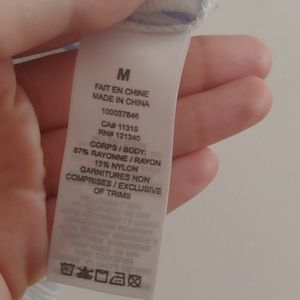 M
FAIT EN CHINE
MADE IN CHINA
100037846
CA# 11319
RN# 121340
CORPS / BODY:
87% RAYONNE / RAYON
13% NYLON
GARNITURES NON
COMPRISES / EXCLUSIVE
OF TRIMS